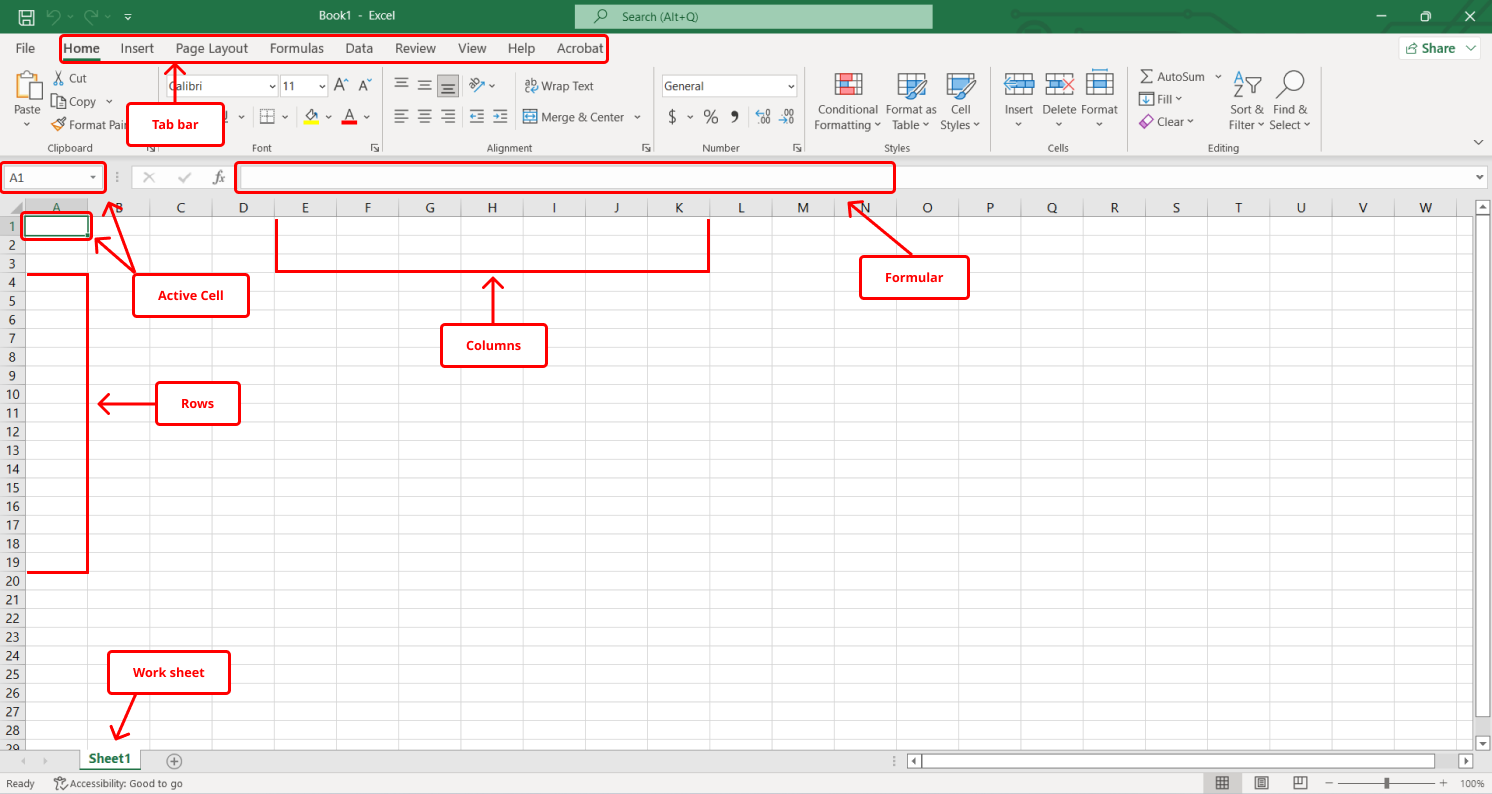 Book1 - Excel
Search (Alt+Q)
File Home Insert Page Layout Formulas Data Review View Help Acrobat
Share
Cut
Calibri 11
Wrap Text
General
AutoSum
Paste
Copy
Fill
Conditional Formatting
Format as Table
Cell Styles
Insert Delete Format
Sort & Filter
Find & Select
Format Pain
Tab bar
Merge & Center
$ % ,
Clear
Clipboard Font Alignment Number Styles Cells Editing
A1
fx
A B C D E F G H I J K L M N O P Q R S T U V W
1
2
3
4
5
6
7
8
9
10
11
12
13
14
15
16
17
18
19
20
21
22
23
24
25
26
27
28
29
Formular
Active Cell
Columns
Rows
Work sheet
Sheet1
Ready
Accessibility: Good to go
100%